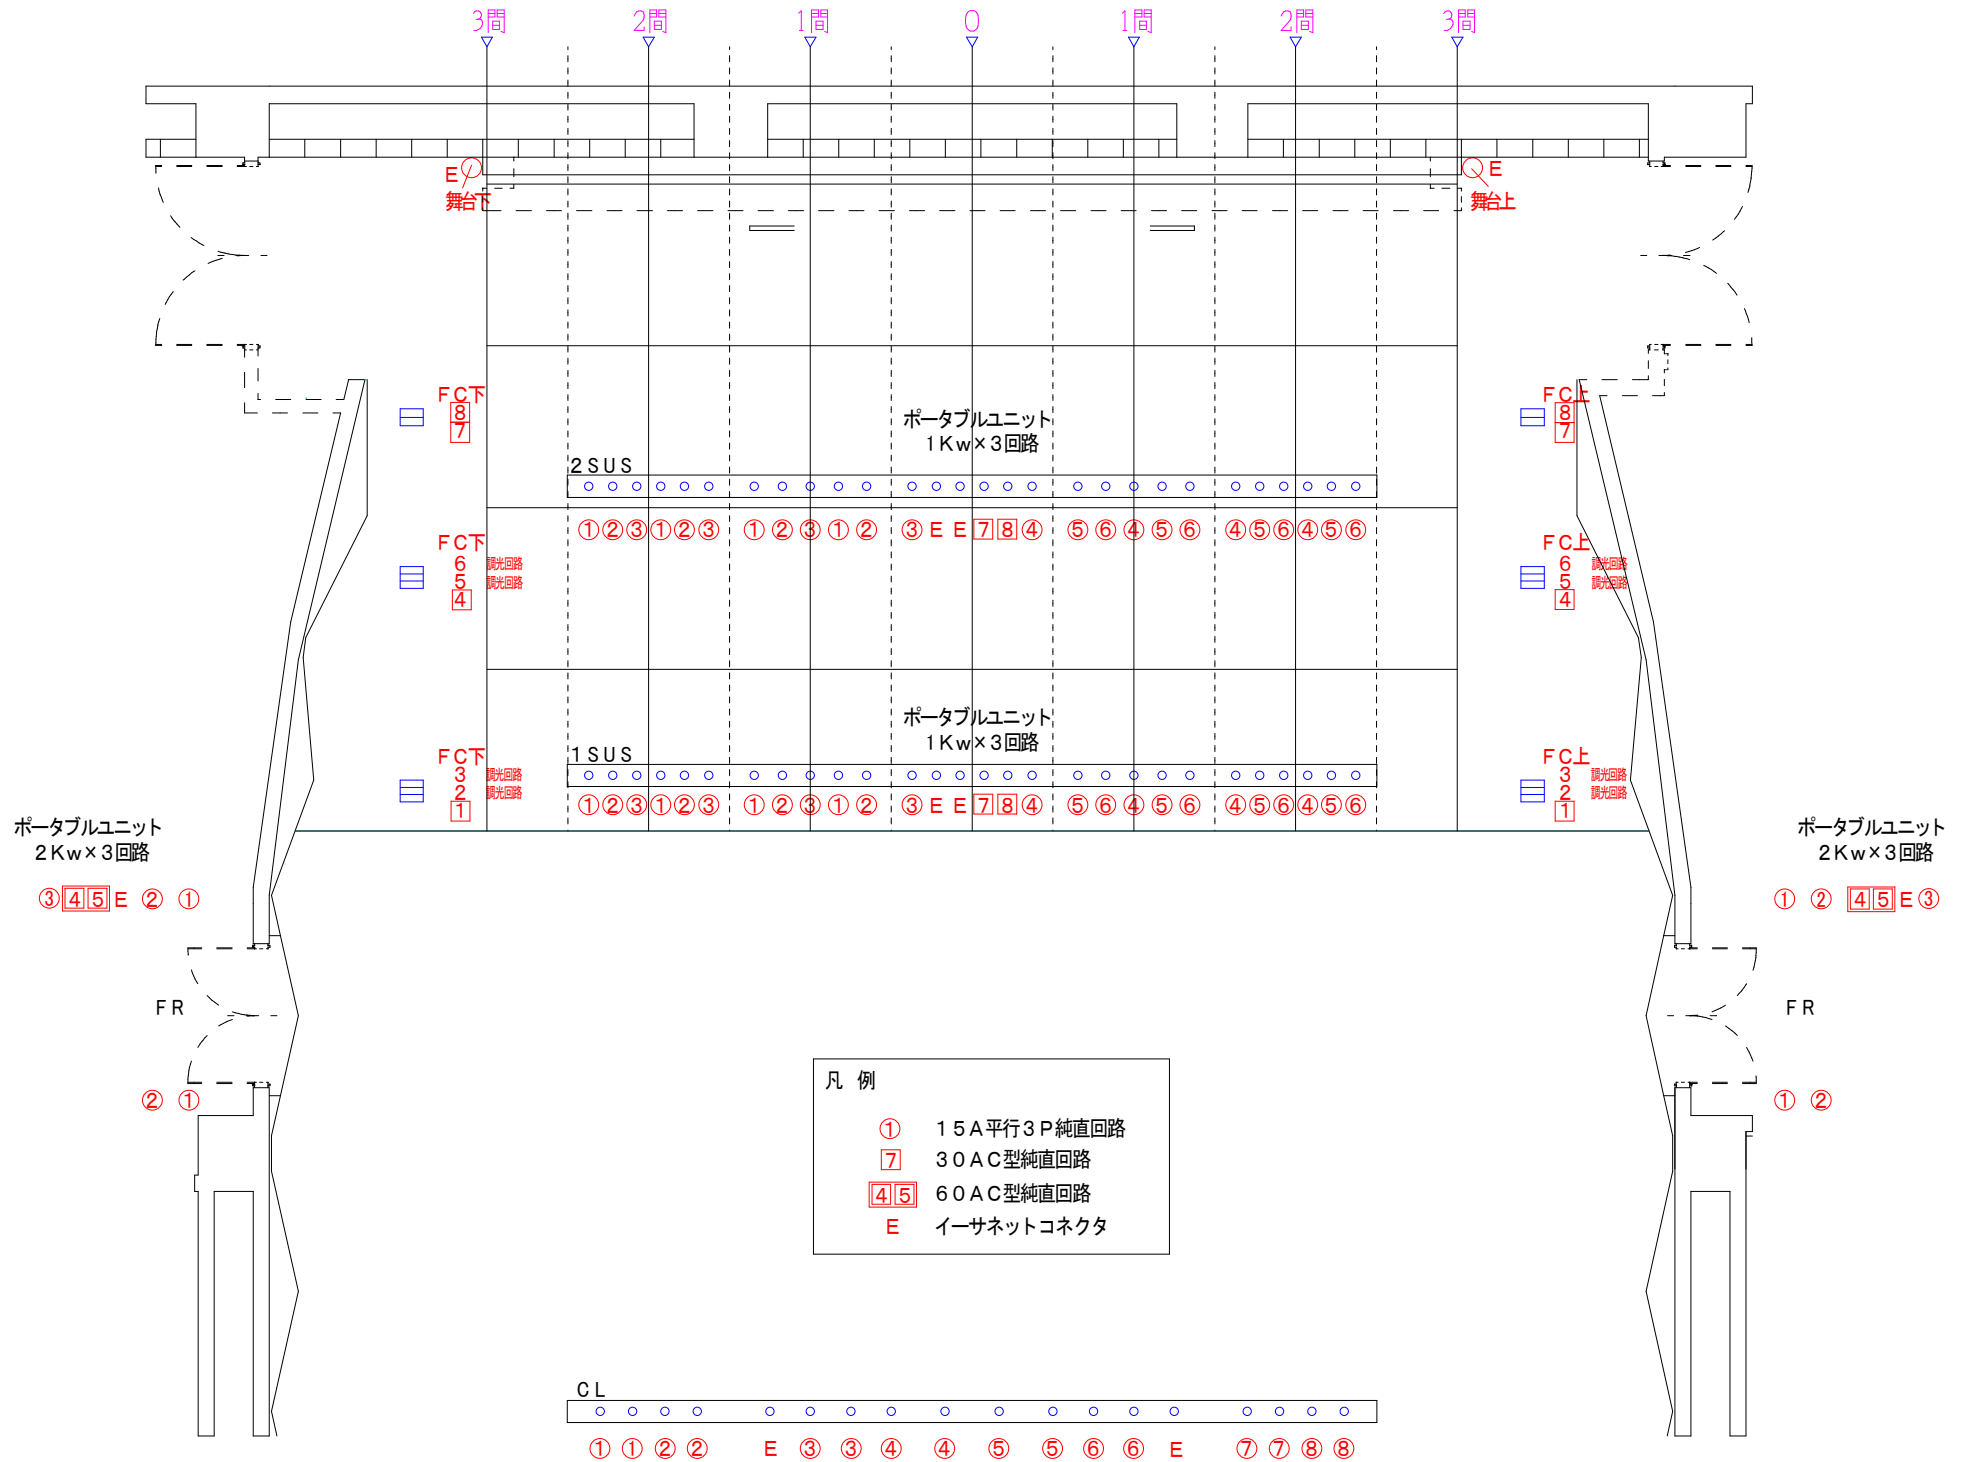 3間 2間 1間 0 1間 2間 3間
E E
舞台下 舞台上
FC下 FC上
8 8
7 7
ポータブルユニット
1Kw×3回路
2SUS
①②③①②③ ①②③①② ③EE78④ ⑤⑥④⑤⑥ ④⑤⑥④⑤⑥
FC下 FC上
6 調光回路 6 調光回路
5 調光回路 5 調光回路
4 4
ポータブルユニット
1Kw×3回路
1SUS
FC下 FC上
3 調光回路 3 調光回路
2 調光回路 2 調光回路
1 1
①②③①②③ ①②③①② ③EE78④ ⑤⑥④⑤⑥ ④⑤⑥④⑤⑥
ポータブルユニット ポータブルユニット
2Kw×3回路 2Kw×3回路
③45E ② ① ① ② 45E③
FR FR
② ① ① ②
凡 例
① 15A平行3P純直回路
7 30AC型純直回路
45 60AC型純直回路
E イーサネットコネクタ
CL
① ① ② ② E ③ ③ ④ ④ ⑤ ⑤ ⑥ ⑥ E ⑦ ⑦ ⑧ ⑧